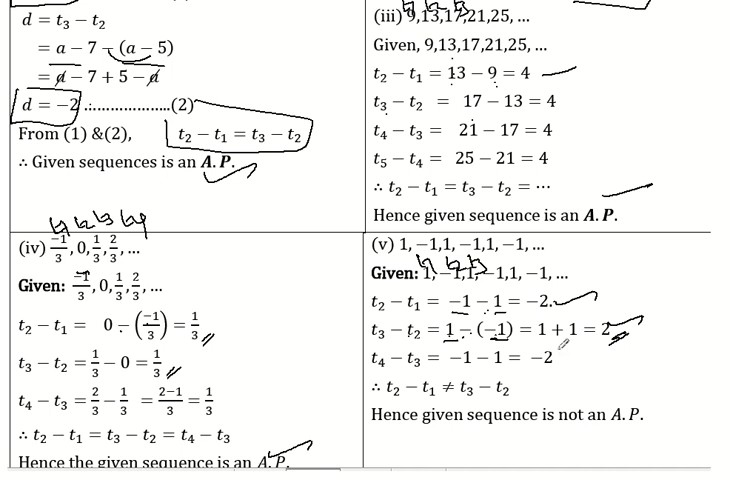 d = t₃ − t₂
= a − 7 − (a − 5)
= a − 7 + 5 − a
d = −2 ∴...................(2)
From (1) &(2), t₂ − t₁ = t₃ − t₂
∴ Given sequences is an A.P.
(iii) 9,13,17,21,25, ...
Given, 9,13,17,21,25, ...
t₂ − t₁ = 13 − 9 = 4
t₃ − t₂ = 17 − 13 = 4
t₄ − t₃ = 21 − 17 = 4
t₅ − t₄ = 25 − 21 = 4
∴ t₂ − t₁ = t₃ − t₂ = ⋯
Hence given sequence is an A.P.
t₁ t₂ t₃ t₄
(iv) −1/3, 0, 1/3, 2/3, ...
Given: −1/3, 0, 1/3, 2/3, ...
t₂ − t₁ = 0 − (−1/3) = 1/3
t₃ − t₂ = 1/3 − 0 = 1/3
t₄ − t₃ = 2/3 − 1/3 = 2−1/3 = 1/3
∴ t₂ − t₁ = t₃ − t₂ = t₄ − t₃
Hence the given sequence is an A.P.
(v) 1, −1,1, −1,1, −1, ...
t₁ t₂ t₃
Given: 1, −1,1, −1,1, −1, ...
t₂ − t₁ = −1 − 1 = −2.
t₃ − t₂ = 1 − (−1) = 1 + 1 = 2
t₄ − t₃ = −1 − 1 = −2
∴ t₂ − t₁ ≠ t₃ − t₂
Hence given sequence is not an A.P.